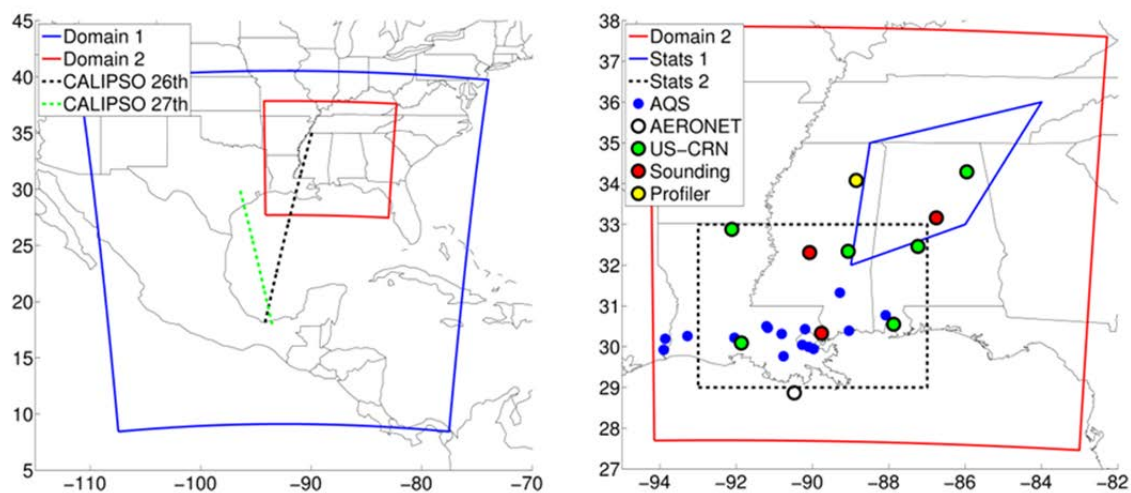 45
40
35
30
25
20
15
10
5
−110
−100
−90
−80
−70
Domain 1
Domain 2
CALIPSO 26th
CALIPSO 27th
38
37
36
35
34
33
32
31
30
29
28
27
−94
−92
−90
−88
−86
−84
−82
Domain 2
Stats 1
Stats 2
AQS
AERONET
US−CRN
Sounding
Profiler